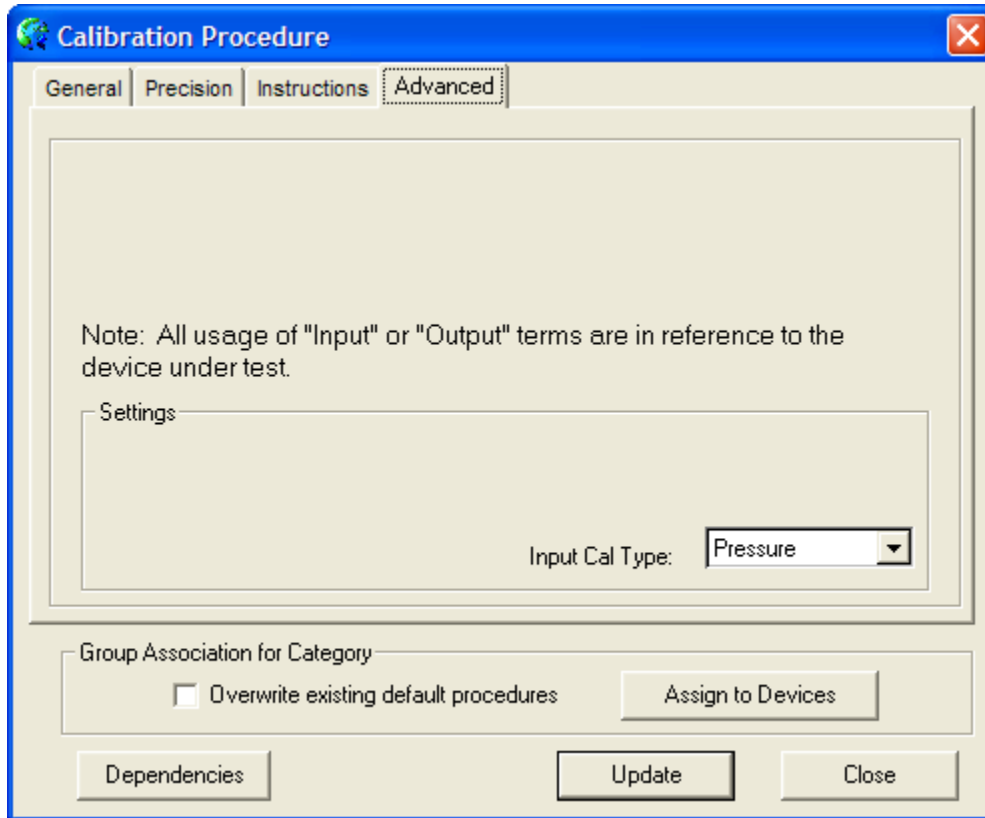 Calibration Procedure
General Precision Instructions Advanced
Note: All usage of "Input" or "Output" terms are in reference to the
device under test.
Settings
Input Cal Type: Pressure
Group Association for Category
Overwrite existing default procedures Assign to Devices
Dependencies Update Close